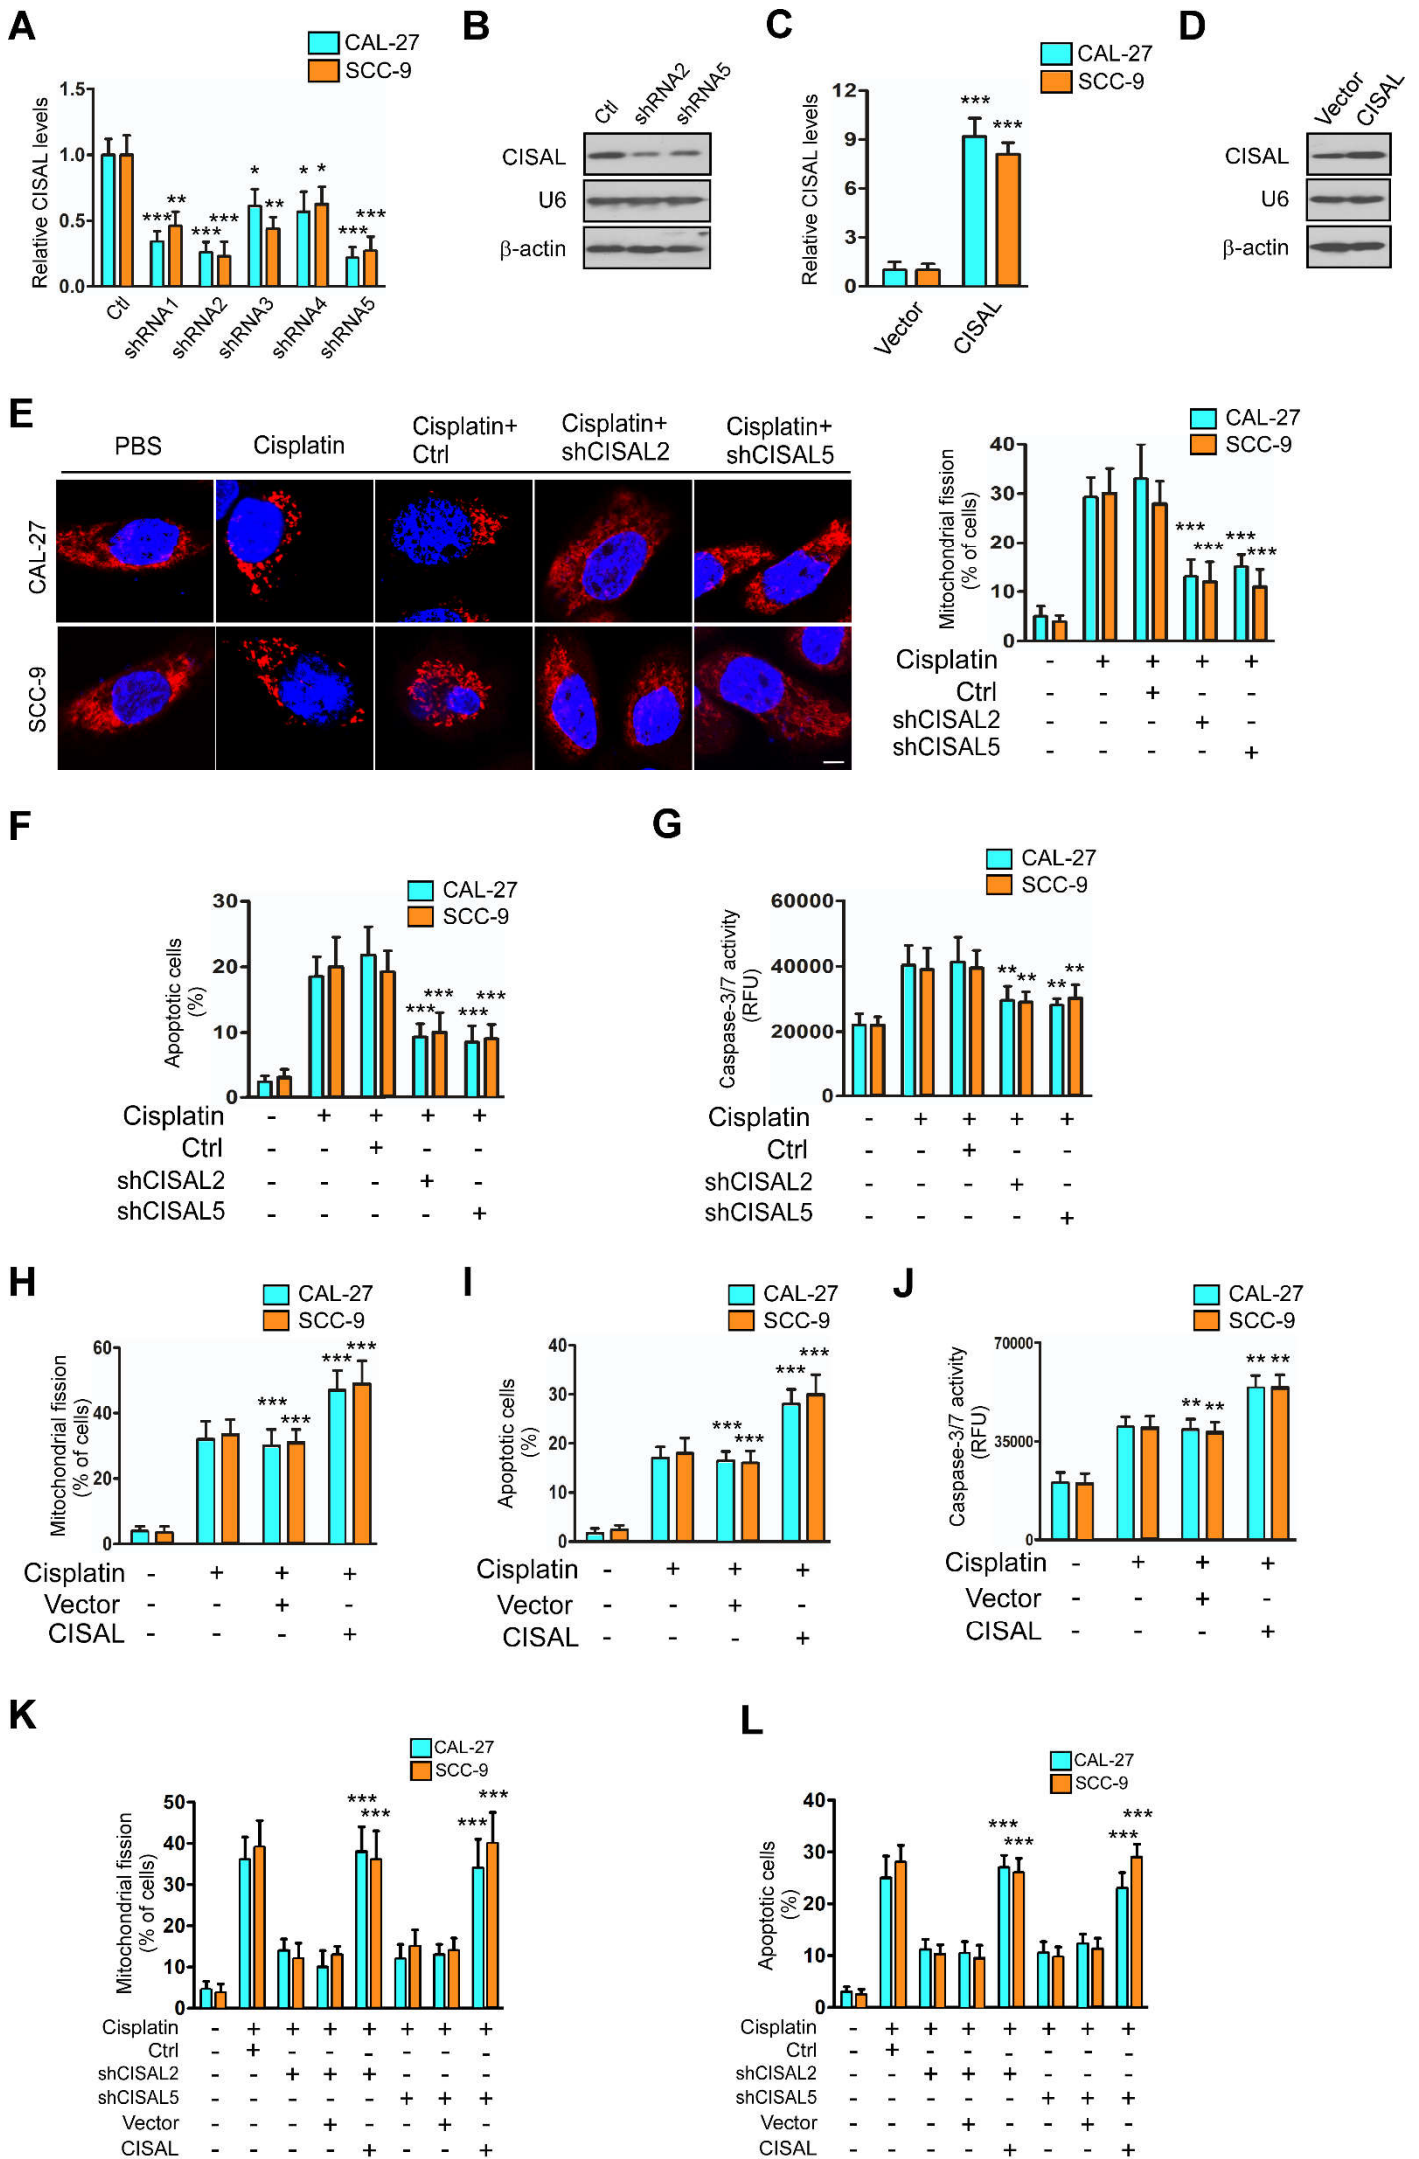 A
CAL-27
SCC-9
Relative CISAL levels
1.5
1.0
0.5
0.0
*** ** *** *** * ** * * *** ***
Ctl
shRNA1
shRNA2
shRNA3
shRNA4
shRNA5
B
Ctl
shRNA2
shRNA5
CISAL
U6
β-actin
C
CAL-27
SCC-9
Relative CISAL levels
12
9
6
3
0
*** ***
Vector
CISAL
D
Vector
CISAL
CISAL
U6
β-actin
E
PBS
Cisplatin
Cisplatin+
Ctrl
Cisplatin+
shCISAL2
Cisplatin+
shCISAL5
CAL-27
SCC-9
CAL-27
SCC-9
Mitochondrial fission
(% of cells)
40
30
20
10
0
*** *** *** ***
Cisplatin - + + + +
Ctrl - - + - -
shCISAL2 - - - + -
shCISAL5 - - - - +
F
CAL-27
SCC-9
Apoptotic cells
(%)
30
20
10
0
*** *** *** ***
Cisplatin - + + + +
Ctrl - - + - -
shCISAL2 - - - + -
shCISAL5 - - - - +
G
CAL-27
SCC-9
Caspase-3/7 activity
(RFU)
60000
40000
20000
0
** ** ** **
Cisplatin - + + + +
Ctrl - - + - -
shCISAL2 - - - + -
shCISAL5 - - - - +
H
CAL-27
SCC-9
Mitochondrial fission
(% of cells)
60
40
20
0
*** *** *** ***
Cisplatin - + + +
Vector - - + -
CISAL - - - +
I
CAL-27
SCC-9
Apoptotic cells
(%)
40
30
20
10
0
*** *** *** ***
Cisplatin - + + +
Vector - - + -
CISAL - - - +
J
CAL-27
SCC-9
Caspase-3/7 activity
(RFU)
70000
35000
0
** ** ** **
Cisplatin - + + +
Vector - - + -
CISAL - - - +
K
CAL-27
SCC-9
Mitochondrial fission
(% of cells)
50
40
30
20
10
0
*** *** *** ***
Cisplatin - + + + + + + +
Ctrl - + - - - - - -
shCISAL2 - - + + + - - -
shCISAL5 - - - - - + + +
Vector - - - + - - + -
CISAL - - - - + - - +
L
CAL-27
SCC-9
Apoptotic cells
(%)
40
30
20
10
0
*** *** *** ***
Cisplatin - + + + + + + +
Ctrl - + - - - - - -
shCISAL2 - - + + + - - -
shCISAL5 - - - - - + + +
Vector - - - + - - + -
CISAL - - - - + - - +